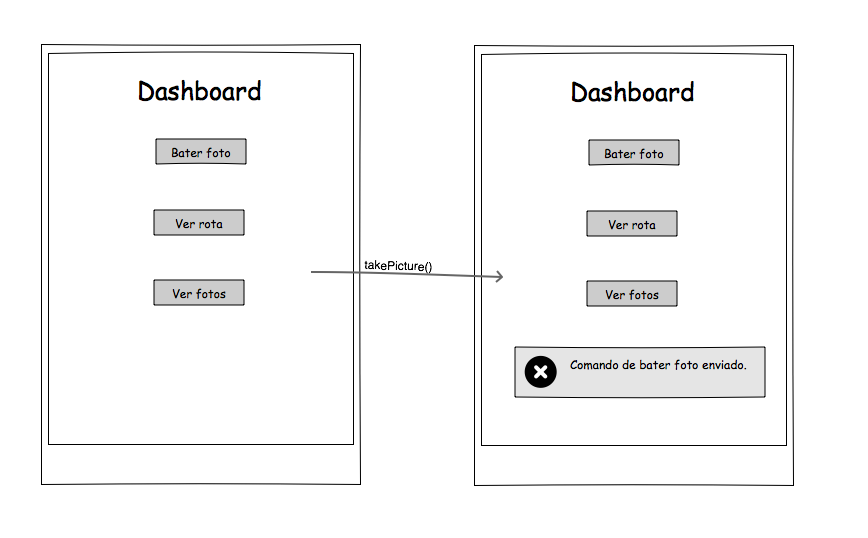 Dashboard
Bater foto
Ver rota
Ver fotos
takePicture()
Dashboard
Bater foto
Ver rota
Ver fotos
Comando de bater foto enviado.